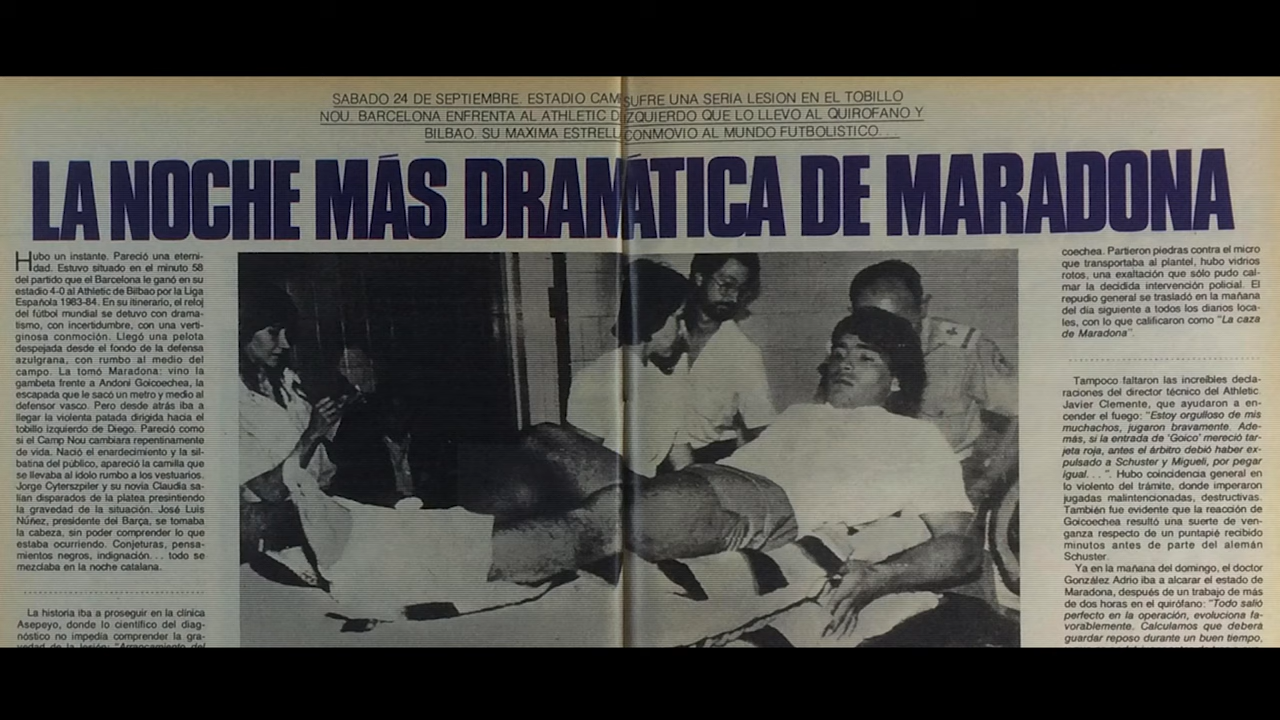 SABADO 24 DE SEPTIEMBRE. ESTADIO CAM
NOU. BARCELONA ENFRENTA AL ATHLETIC D
BILBAO. SU MAXIMA ESTRELL
SUFRE UNA SERIA LESION EN EL TOBILLO
IZQUIERDO QUE LO LLEVO AL QUIROFANO Y
CONMOVIO AL MUNDO FUTBOLISTICO. . .
LA NOCHE MÁS DRAMÁTICA DE MARADONA
Hubo un instante. Pareció una eterni-
dad. Estuvo situado en el minuto 58
del partido que el Barcelona le ganó en su
estadio 4-0 al Athletic de Bilbao por la Liga
Española 1983-84. En su itinerario, el reloj
del fútbol mundial se detuvo con drama-
tismo, con incertidumbre, con una verti-
ginosa conmoción. Llegó una pelota
despejada desde el fondo de la defensa
azulgrana, con rumbo al medio del
campo. La tomó Maradona: vino la
gambeta frente a Andoni Goicoechea, la
escapada que le sacó un metro y medio al
defensor vasco. Pero desde atrás iba a
llegar la violenta patada dirigida hacia el
tobillo izquierdo de Diego. Pareció como
si el Camp Nou cambiara repentinamente
de vida. Nació el enardecimiento y la sil-
batina del público, apareció la camilla que
se llevaba al ídolo rumbo a los vestuarios.
Jorge Cyterszpiler y su novia Claudia sa-
lían disparados de la platea presintiendo
la gravedad de la situación. José Luis
Núñez, presidente del Barça, se tomaba
la cabeza, sin poder comprender lo que
estaba ocurriendo. Conjeturas, pensa-
mientos negros, indignación. . . todo se
mezclaba en la noche catalana.
La historia iba a proseguir en la clínica
Asepeyo, donde lo científico del diag-
nóstico no impedía comprender la gra-
vedad de la lesión: "Arrancamiento del
coechea. Partieron piedras contra el micro
que transportaba al plantel, hubo vidrios
rotos, una exaltación que sólo pudo cal-
mar la decidida intervención policial. El
repudio general se trasladó en la mañana
del día siguiente a todos los diarios loca-
les, con lo que calificaron como "La caza
de Maradona".
Tampoco faltaron las increíbles decla-
raciones del director técnico del Athletic.
Javier Clemente, que ayudaron a en-
cender el fuego: "Estoy orgulloso de mis
muchachos, jugaron bravamente. Ade-
más, si la entrada de 'Goico' mereció tar-
jeta roja, antes el árbitro debió haber ex-
pulsado a Schuster y Migueli, por pegar
igual. . . ". Hubo coincidencia general en
lo violento del trámite, donde imperaron
jugadas malintencionadas, destructivas.
También fue evidente que la reacción de
Goicoechea resultó una suerte de ven-
ganza respecto de un puntapié recibido
minutos antes de parte del alemán
Schuster.
Ya en la mañana del domingo, el doctor
González Adrio iba a alcarar el estado de
Maradona, después de un trabajo de más
de dos horas en el quirófano: "Todo salió
perfecto en la operación, evoluciona fa-
vorablemente. Calculamos que deberá
guardar reposo durante un buen tiempo,